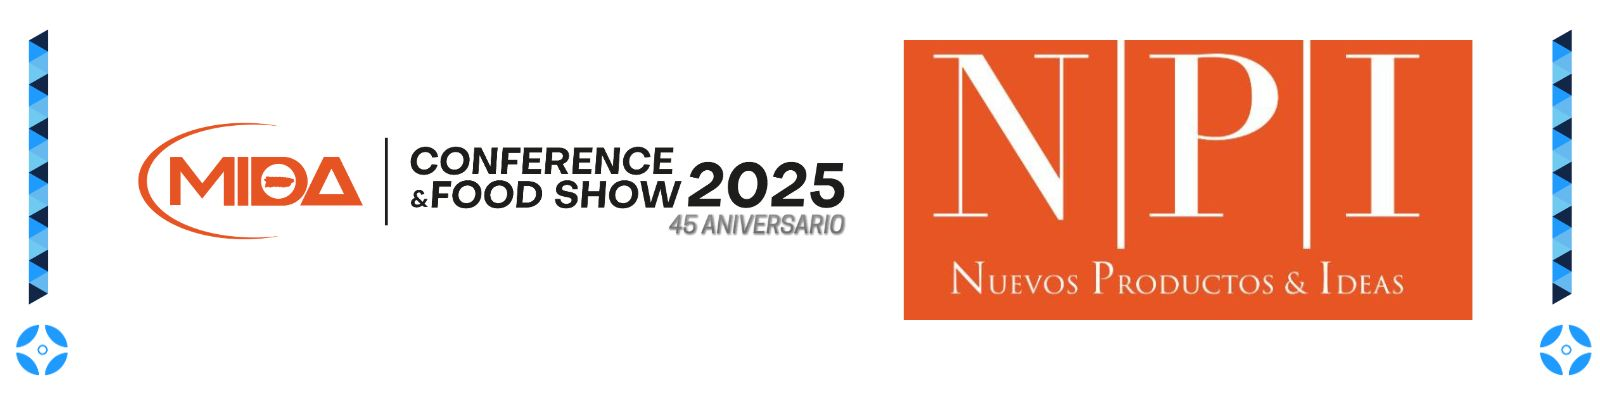 MIDA
CONFERENCE
&FOOD SHOW 2025
45 ANIVERSARIO
N|P|I
NUEVOS PRODUCTOS & IDEAS